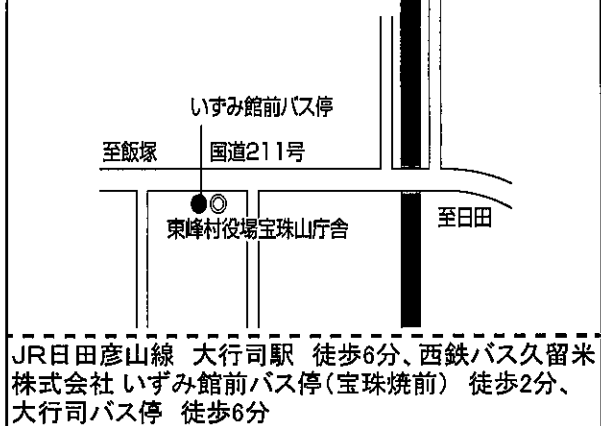 いずみ館前バス停
至飯塚 国道211号
東峰村役場宝珠山庁舎
至日田
JR日田彦山線 大行司駅 徒歩6分、西鉄バス久留米
株式会社 いずみ館前バス停(宝珠焼前) 徒歩2分、
大行司バス停 徒歩6分